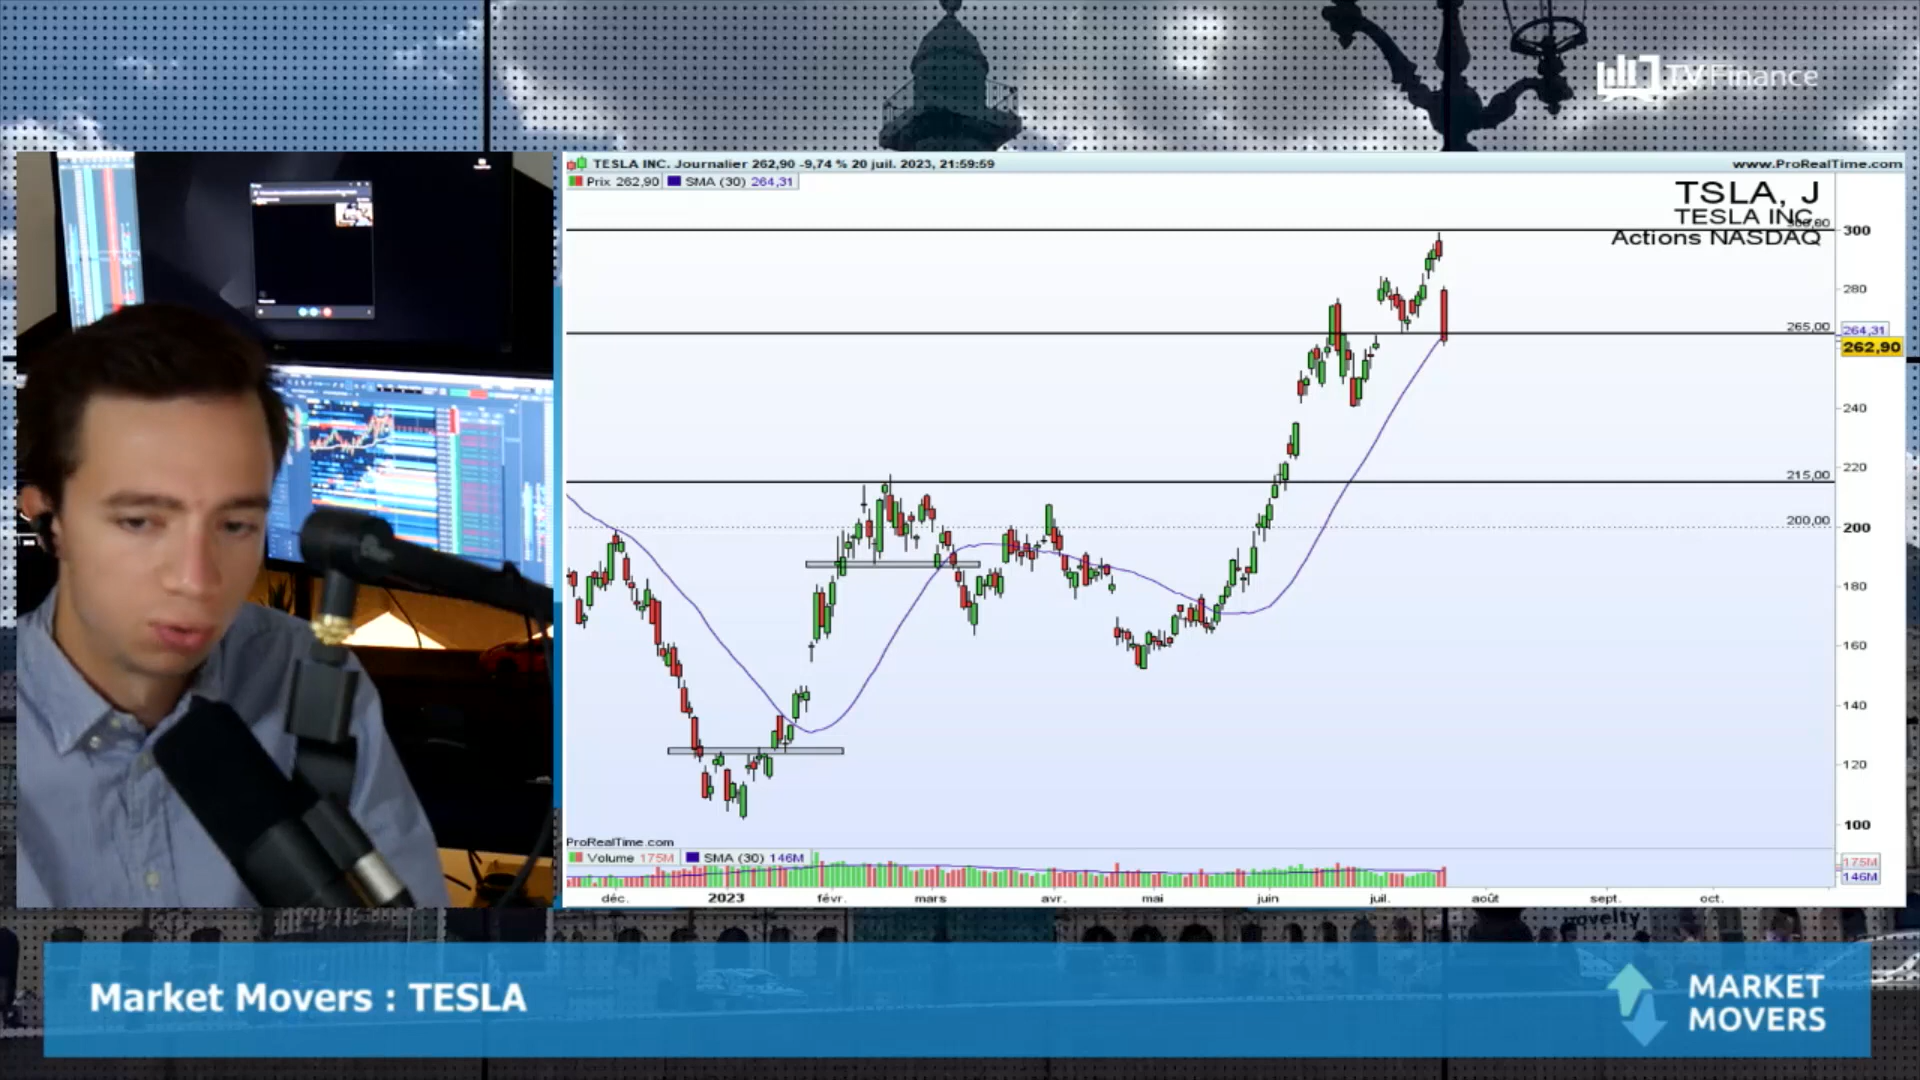 TV Finance
TESLA INC. Journalier 262,90 -9,74 % 20 juil. 2023, 21:59:59
www.ProRealTime.com
Prix 262,90 SMA (30) 264,31
TSLA, J
TESLA INC.
Actions NASDAQ
300
280
265,00
264,31
262,90
240
220
215,00
200,00
200
180
160
140
120
100
ProRealTime.com
Volume 175M SMA (30) 146M
175M
146M
déc. 2023 févr. mars avr. mai juin juil. août sept. oct.
novelty
Market Movers : TESLA
MARKET
MOVERS